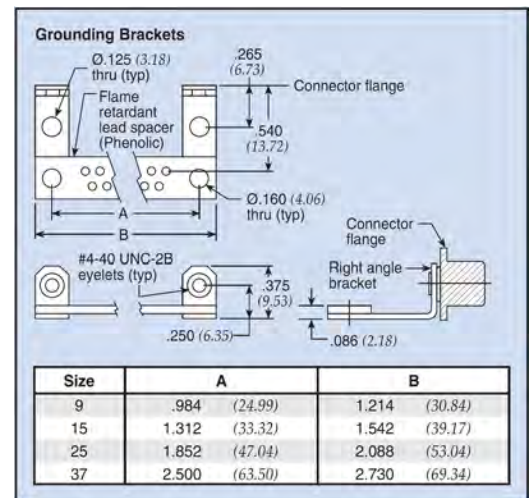 Grounding Brackets
Ø.125 (3.18)
thru (typ)
Flame
retardant
lead spacer
(Phenolic)
.265
(6.73)
Connector flange
.540
(13.72)
Ø.160 (4.06)
thru (typ)
A
B
#4-40 UNC-2B
eyelets (typ)
.375
(9.53)
.250 (6.35)
Connector
flange
Right angle
bracket
.086 (2.18)
Size A B
9 .984 (24.99) 1.214 (30.84)
15 1.312 (33.32) 1.542 (39.17)
25 1.852 (47.04) 2.088 (53.04)
37 2.500 (63.50) 2.730 (69.34)